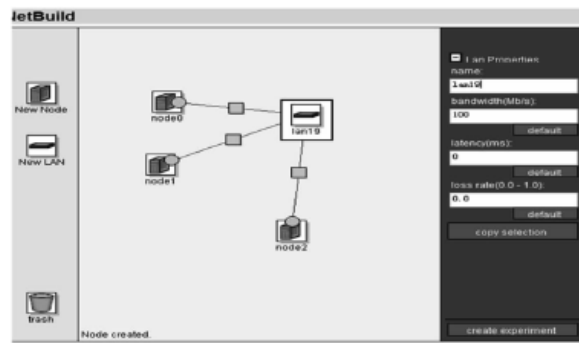 NetBuild
New Node
New LAN
trash
node0
node1
lan19
node2
Node created.
Lan Properties
name:
lan19
bandwidth(Mb/s):
100
default
latency(ms):
0
default
loss rate(0.0 - 1.0):
0.0
default
copy selection
create experiment